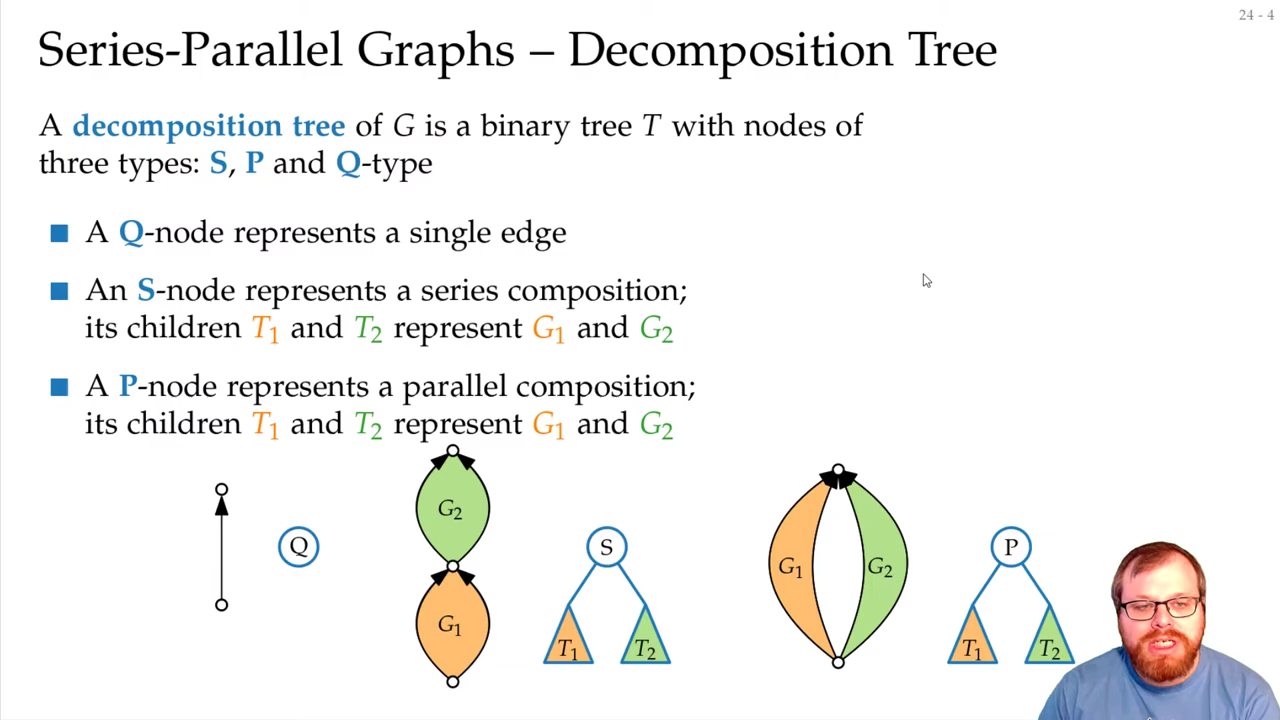 24 - 4
Series-Parallel Graphs – Decomposition Tree
A decomposition tree of G is a binary tree T with nodes of
three types: S, P and Q-type
A Q-node represents a single edge
An S-node represents a series composition;
its children T₁ and T₂ represent G₁ and G₂
A P-node represents a parallel composition;
its children T₁ and T₂ represent G₁ and G₂
Q
G₂
G₁
S
T₁ T₂
G₁ G₂
P
T₁ T₂